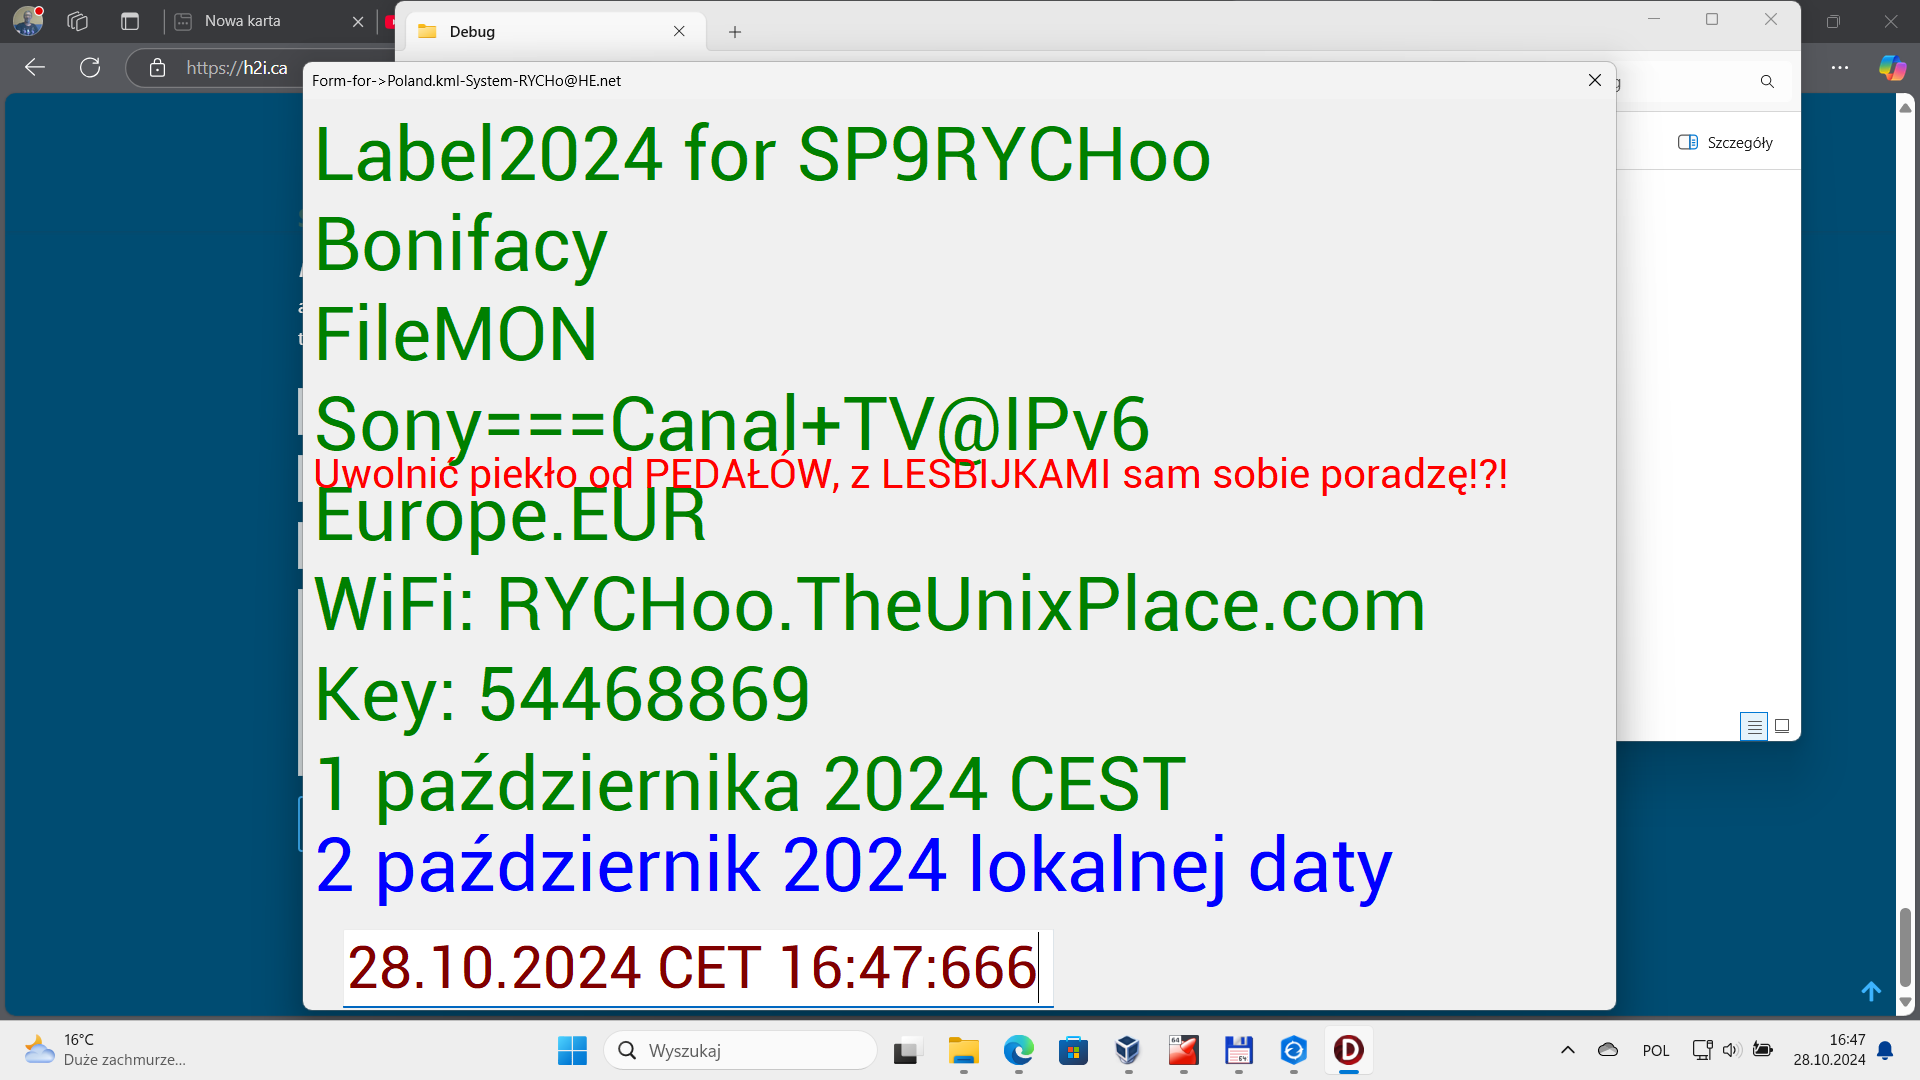 Nowa karta
Debug
https://h2i.ca
Form-for->Poland.kml-System-RYCHo@HE.net
Szczegóły
Label2024 for SP9RYCHoo
Bonifacy
FileMON
Sony===Canal+TV@IPv6
Uwolnić piekło od PEDAŁÓW, z LESBIJKAMI sam sobie poradzę!?!
Europe.EUR
WiFi: RYCHoo.TheUnixPlace.com
Key: 54468869
1 października 2024 CEST
2 październik 2024 lokalnej daty
28.10.2024 CET 16:47:666
16°C
Duże zachmurze...
Wyszukaj
POL
16:47
28.10.2024